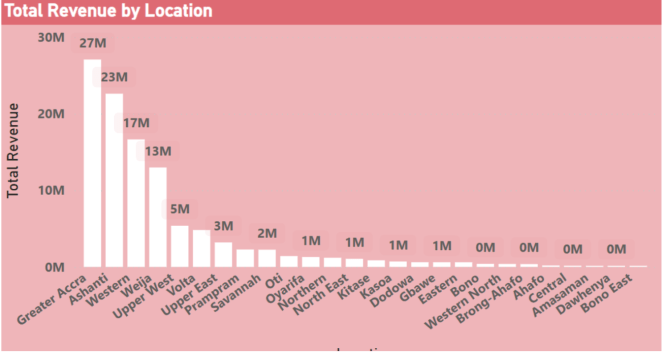 Total Revenue by Location
30M
20M
10M
0M
Total Revenue
27M
23M
17M
13M
5M
3M
2M
1M
1M
1M
1M
0M
0M
0M
0M
Greater Accra
Ashanti
Western
Weija
Upper West
Volta
Upper East
Prampram
Savannah
Oti
Oyarifa
Northern
North East
Kitase
Kasoa
Dodowa
Gbawe
Eastern
Bono
Western North
Brong-Ahafo
Ahafo
Central
Amasaman
Dawhenya
Bono East